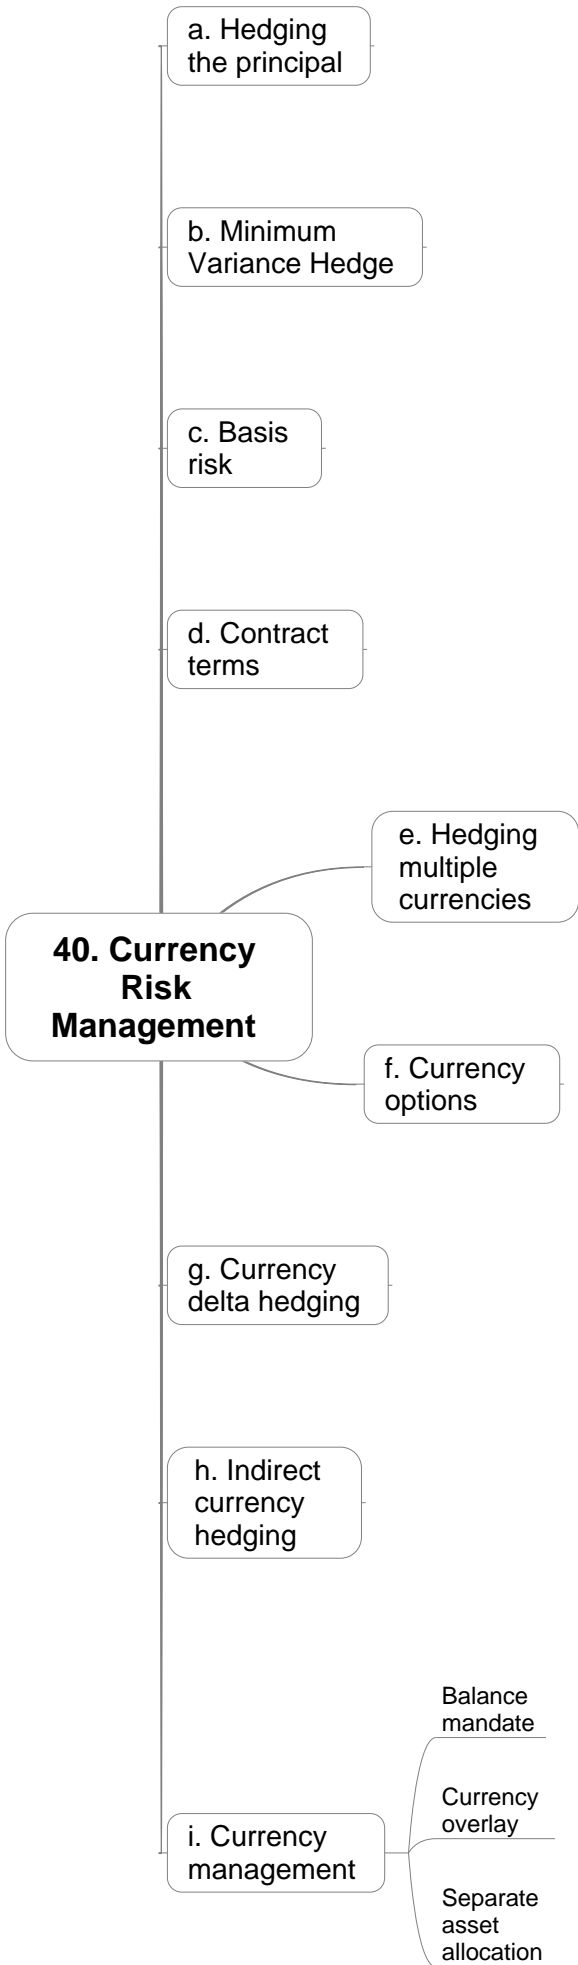 a. Hedging
the principal
b. Minimum
Variance Hedge
c. Basis
risk
d. Contract
terms
e. Hedging
multiple
currencies
40. Currency
Risk
Management
f. Currency
options
g. Currency
delta hedging
h. Indirect
currency
hedging
i. Currency
management
Balance
mandate
Currency
overlay
Separate
asset
allocation